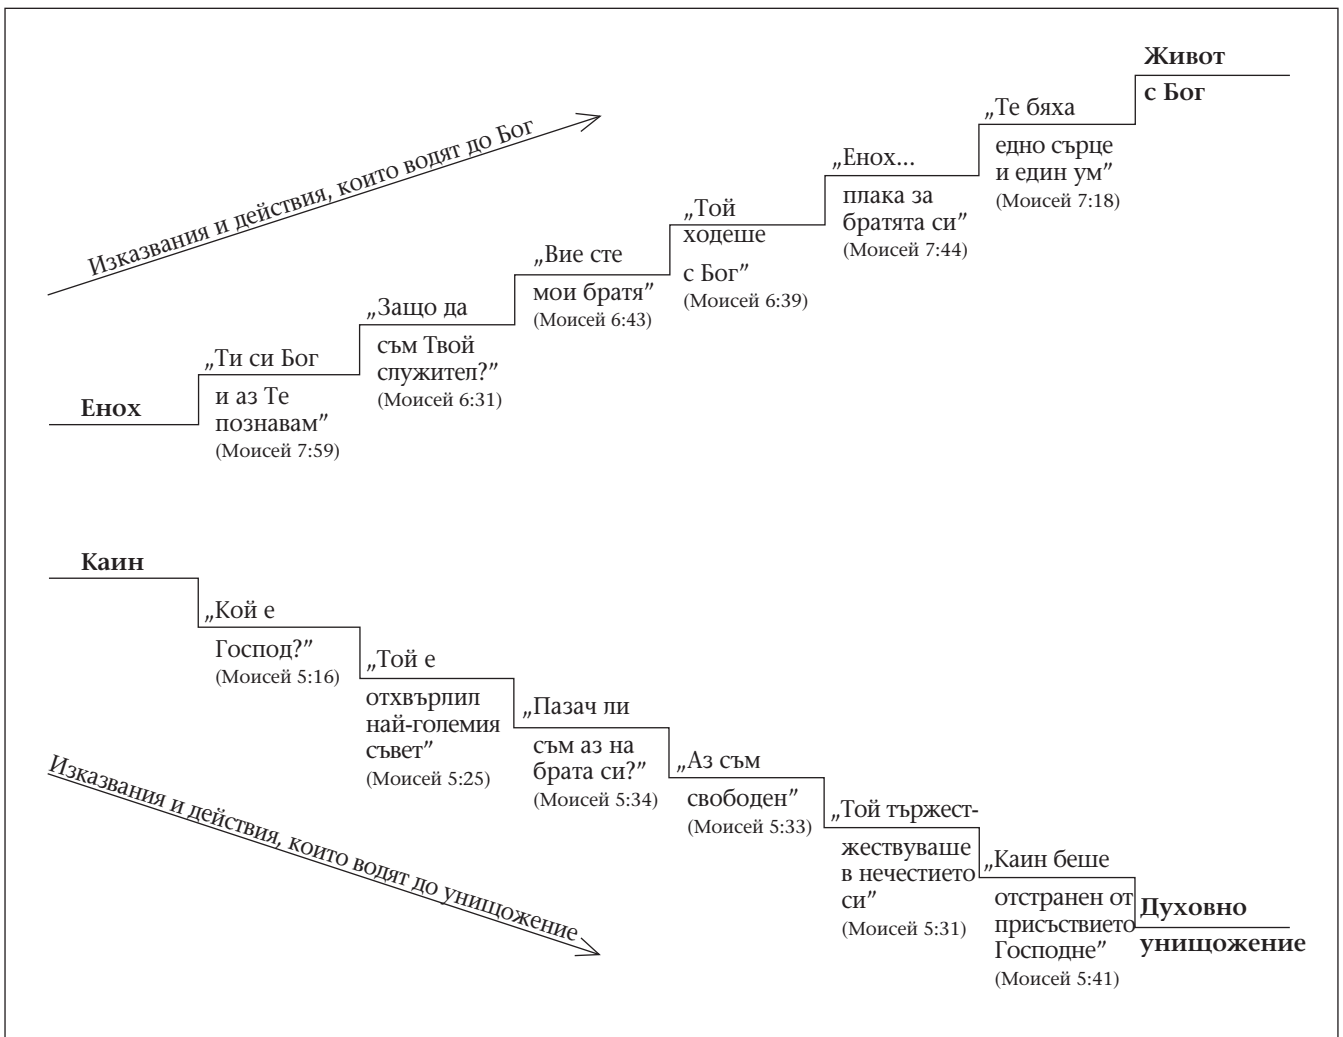 Изказвания и действия, които водят до Бог
Енох
„Ти си Бог
и аз Те
познавам”
(Моисей 7:59)
„Защо да
съм Твой
служител?”
(Моисей 6:31)
„Вие сте
мои братя”
(Моисей 6:43)
„Той
ходеше
с Бог”
(Моисей 6:39)
„Енох...
плака за
братята си”
(Моисей 7:44)
„Те бяха
едно сърце
и един ум”
(Моисей 7:18)
Живот
с Бог
Каин
„Кой е
Господ?”
(Моисей 5:16)
„Той е
отхвърлил
най-големия
съвет”
(Моисей 5:25)
„Пазач ли
съм аз на
брата си?”
(Моисей 5:34)
„Аз съм
свободен”
(Моисей 5:33)
„Той тържест-
жествуваше
в нечестието
си”
(Моисей 5:31)
„Каин беше
отстранен от
присъствието
Господне”
(Моисей 5:41)
Духовно
унищожение
Изказвания и действия, които водят до унищожение